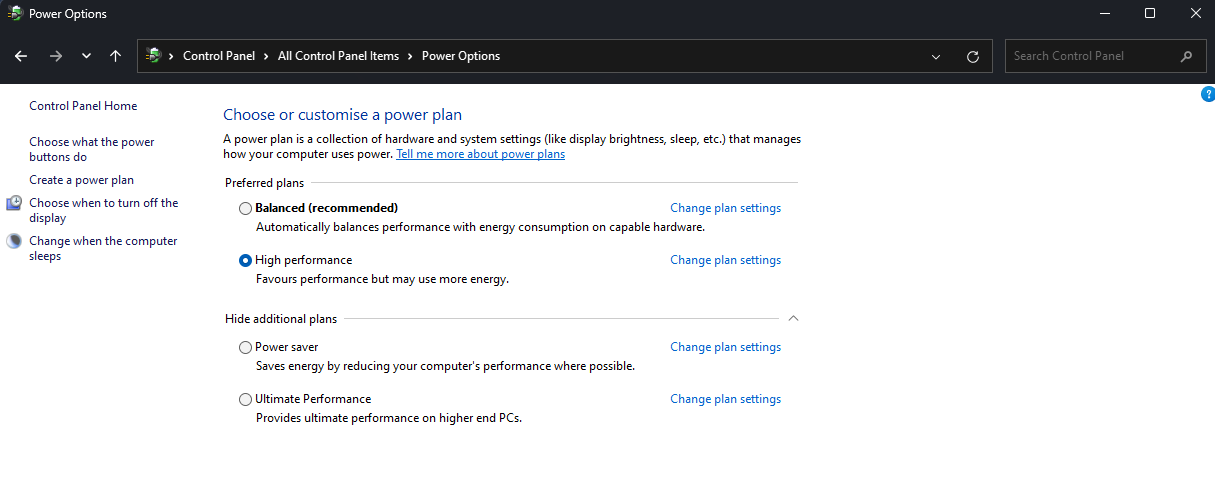 Power Options
Control Panel > All Control Panel Items > Power Options
Search Control Panel
?
Control Panel Home
Choose what the power
buttons do
Create a power plan
Choose when to turn off the
display
Change when the computer
sleeps
Choose or customise a power plan
A power plan is a collection of hardware and system settings (like display brightness, sleep, etc.) that manages
how your computer uses power. Tell me more about power plans
Preferred plans
Balanced (recommended) Change plan settings
Automatically balances performance with energy consumption on capable hardware.
High performance Change plan settings
Favours performance but may use more energy.
Hide additional plans
Power saver Change plan settings
Saves energy by reducing your computer's performance where possible.
Ultimate Performance Change plan settings
Provides ultimate performance on higher end PCs.